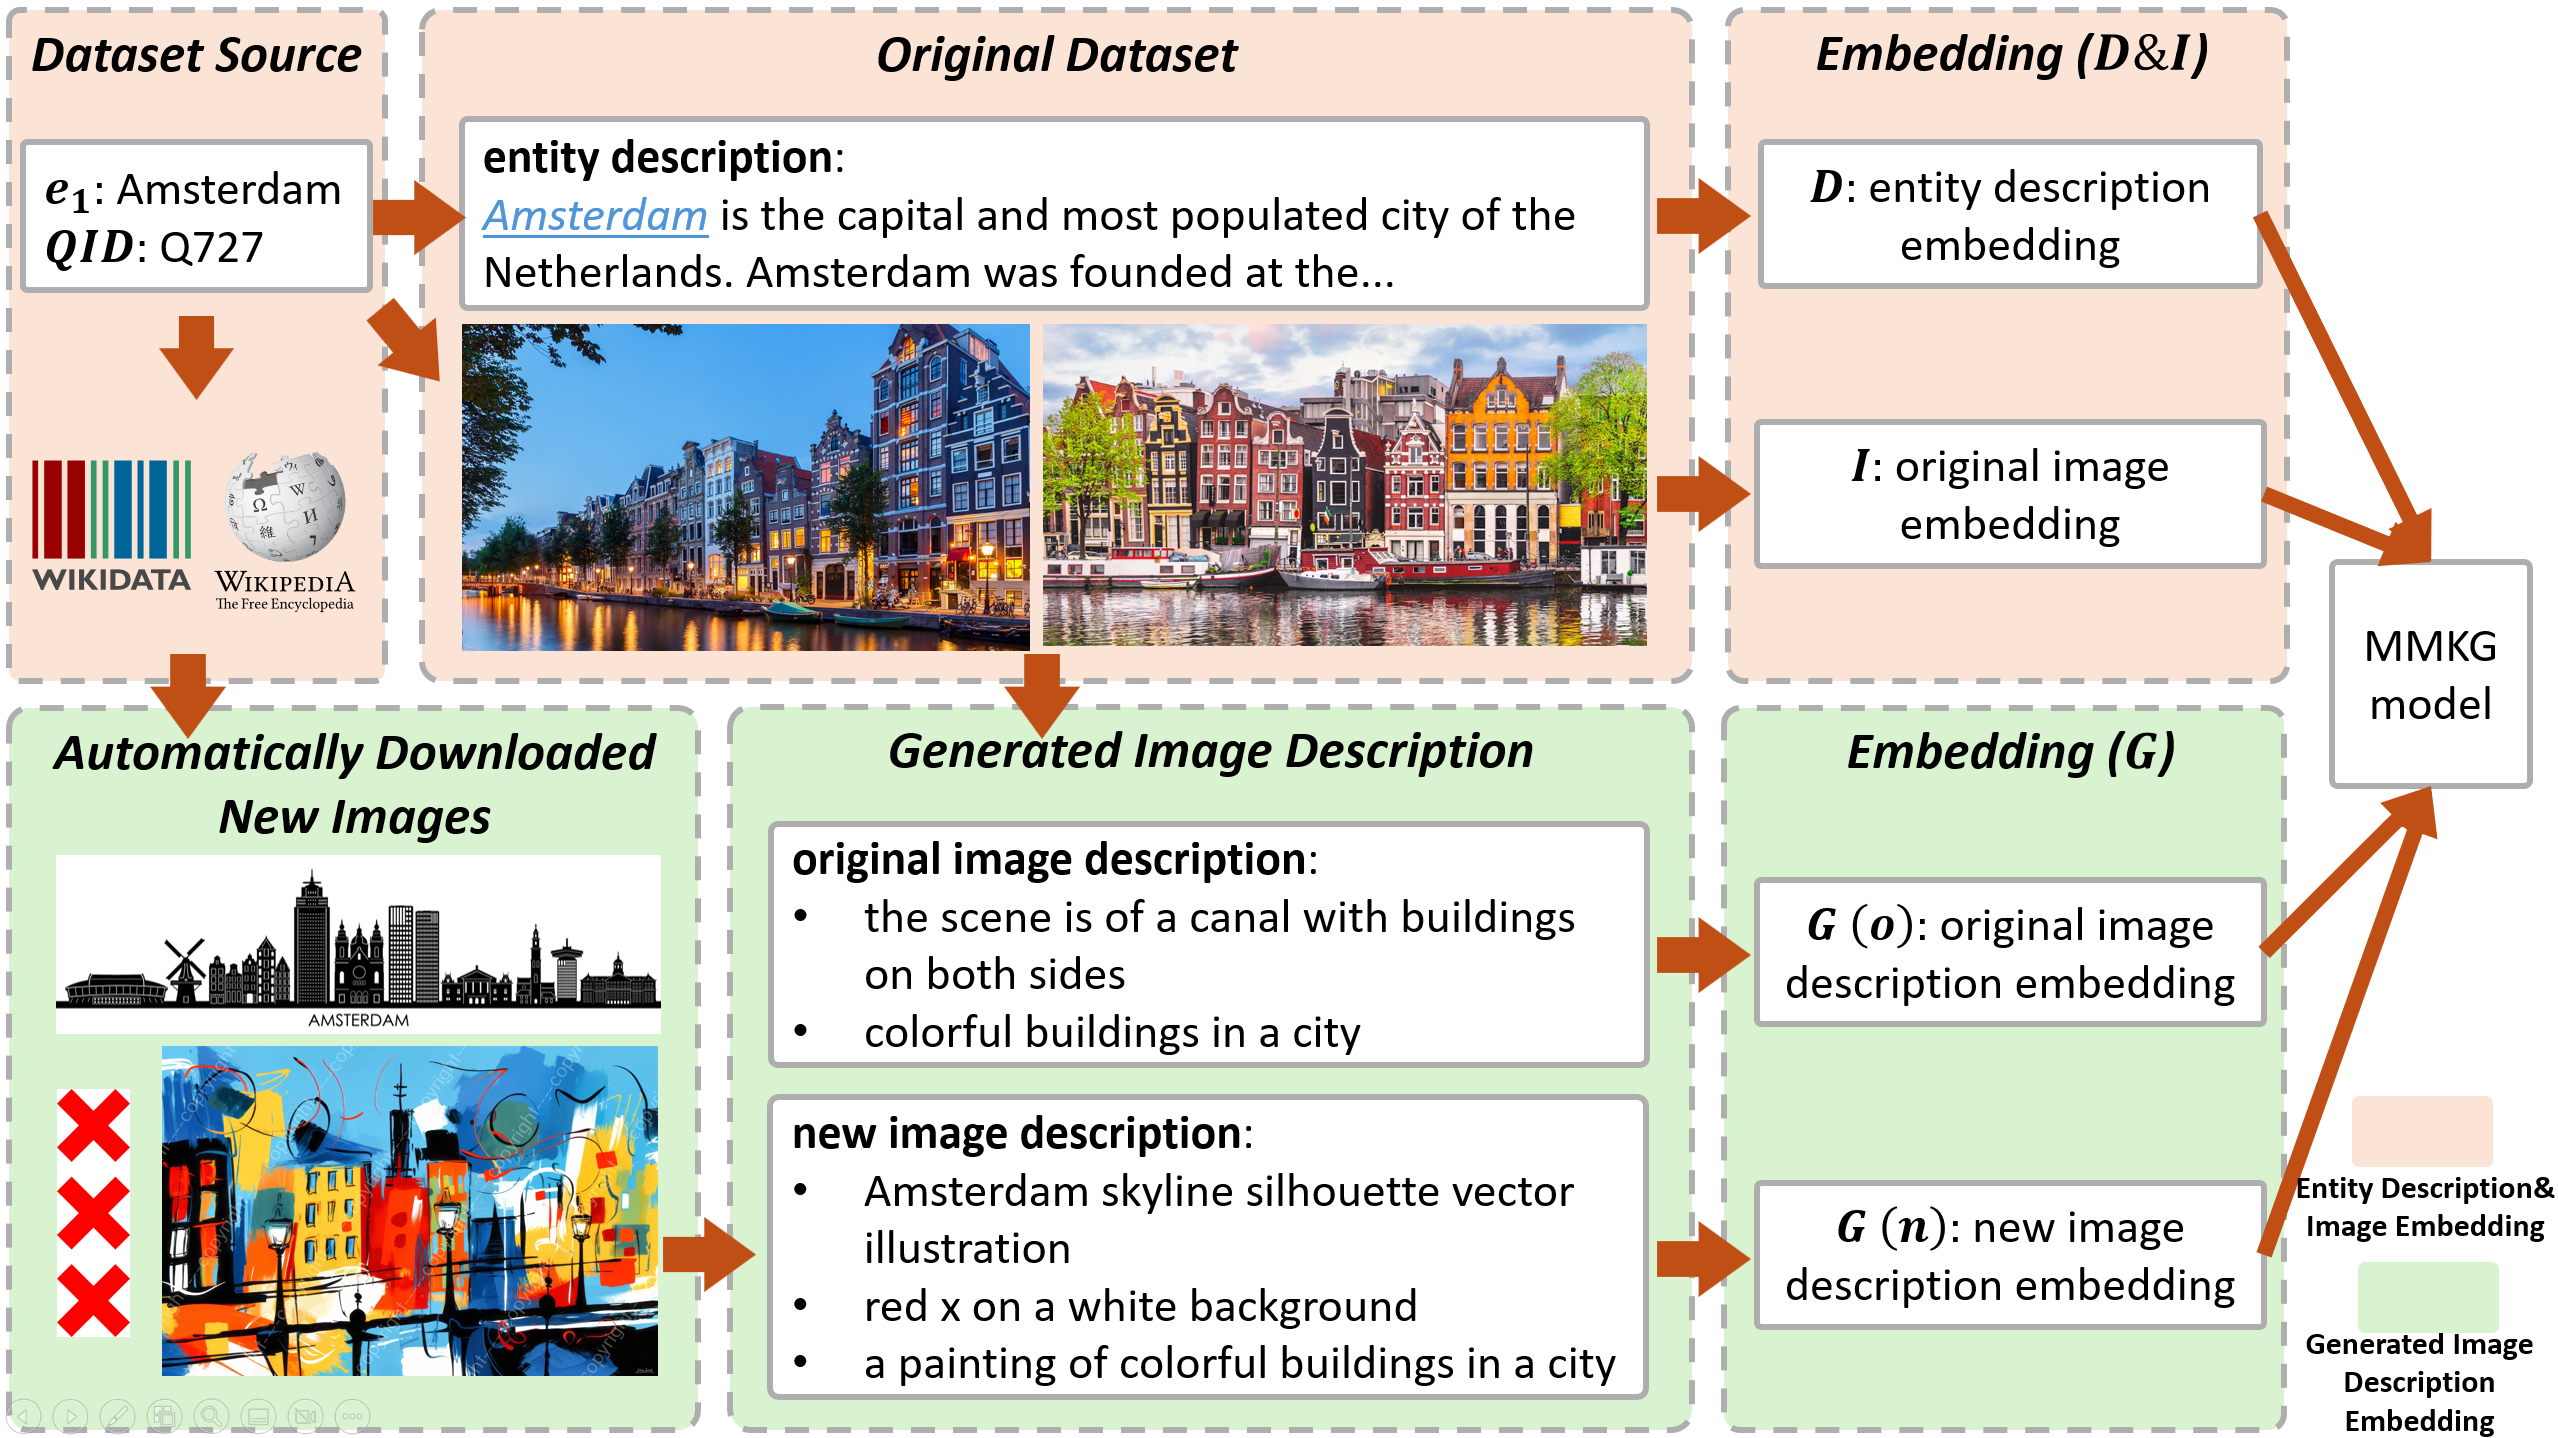 Dataset Source
e₁: Amsterdam
QID: Q727
WIKIDATA
WIKIPEDIA
The Free Encyclopedia
Original Dataset
entity description:
Amsterdam is the capital and most populated city of the
Netherlands. Amsterdam was founded at the...
Embedding (D&I)
D: entity description
embedding
I: original image
embedding
MMKG
model
Automatically Downloaded
New Images
AMSTERDAM
Generated Image Description
original image description:
• the scene is of a canal with buildings
on both sides
• colorful buildings in a city
new image description:
• Amsterdam skyline silhouette vector
illustration
• red x on a white background
• a painting of colorful buildings in a city
Embedding (G)
G (o): original image
description embedding
G (n): new image
description embedding
Entity Description&
Image Embedding
Generated Image
Description
Embedding